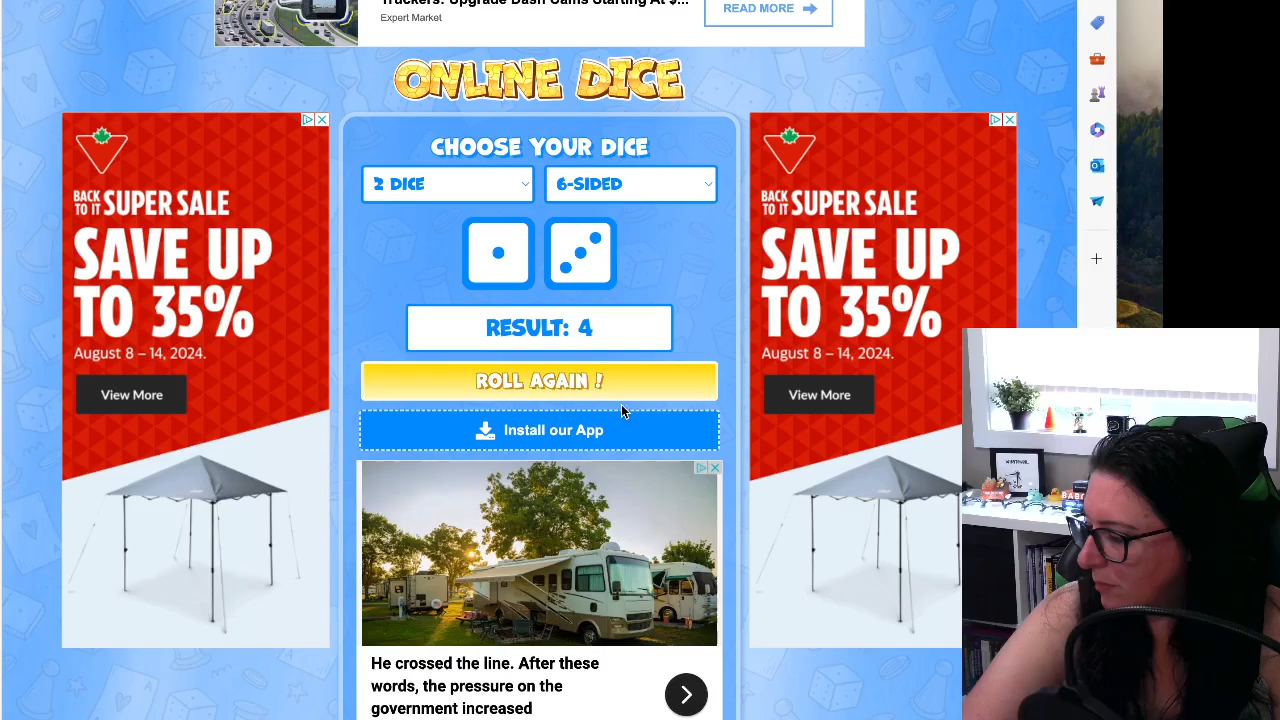 Truckers: Upgrade Dash Cams Starting At $...
Expert Market
READ MORE
ONLINE DICE
CHOOSE YOUR DICE
2 DICE
6-SIDED
RESULT: 4
ROLL AGAIN !
Install our App
He crossed the line. After these
words, the pressure on the
government increased
BACK
TO IT SUPER SALE
SAVE UP
TO 35%
August 8 – 14, 2024.
View More
BACK
TO IT SUPER SALE
SAVE UP
TO 35%
August 8 – 14, 2024.
View More